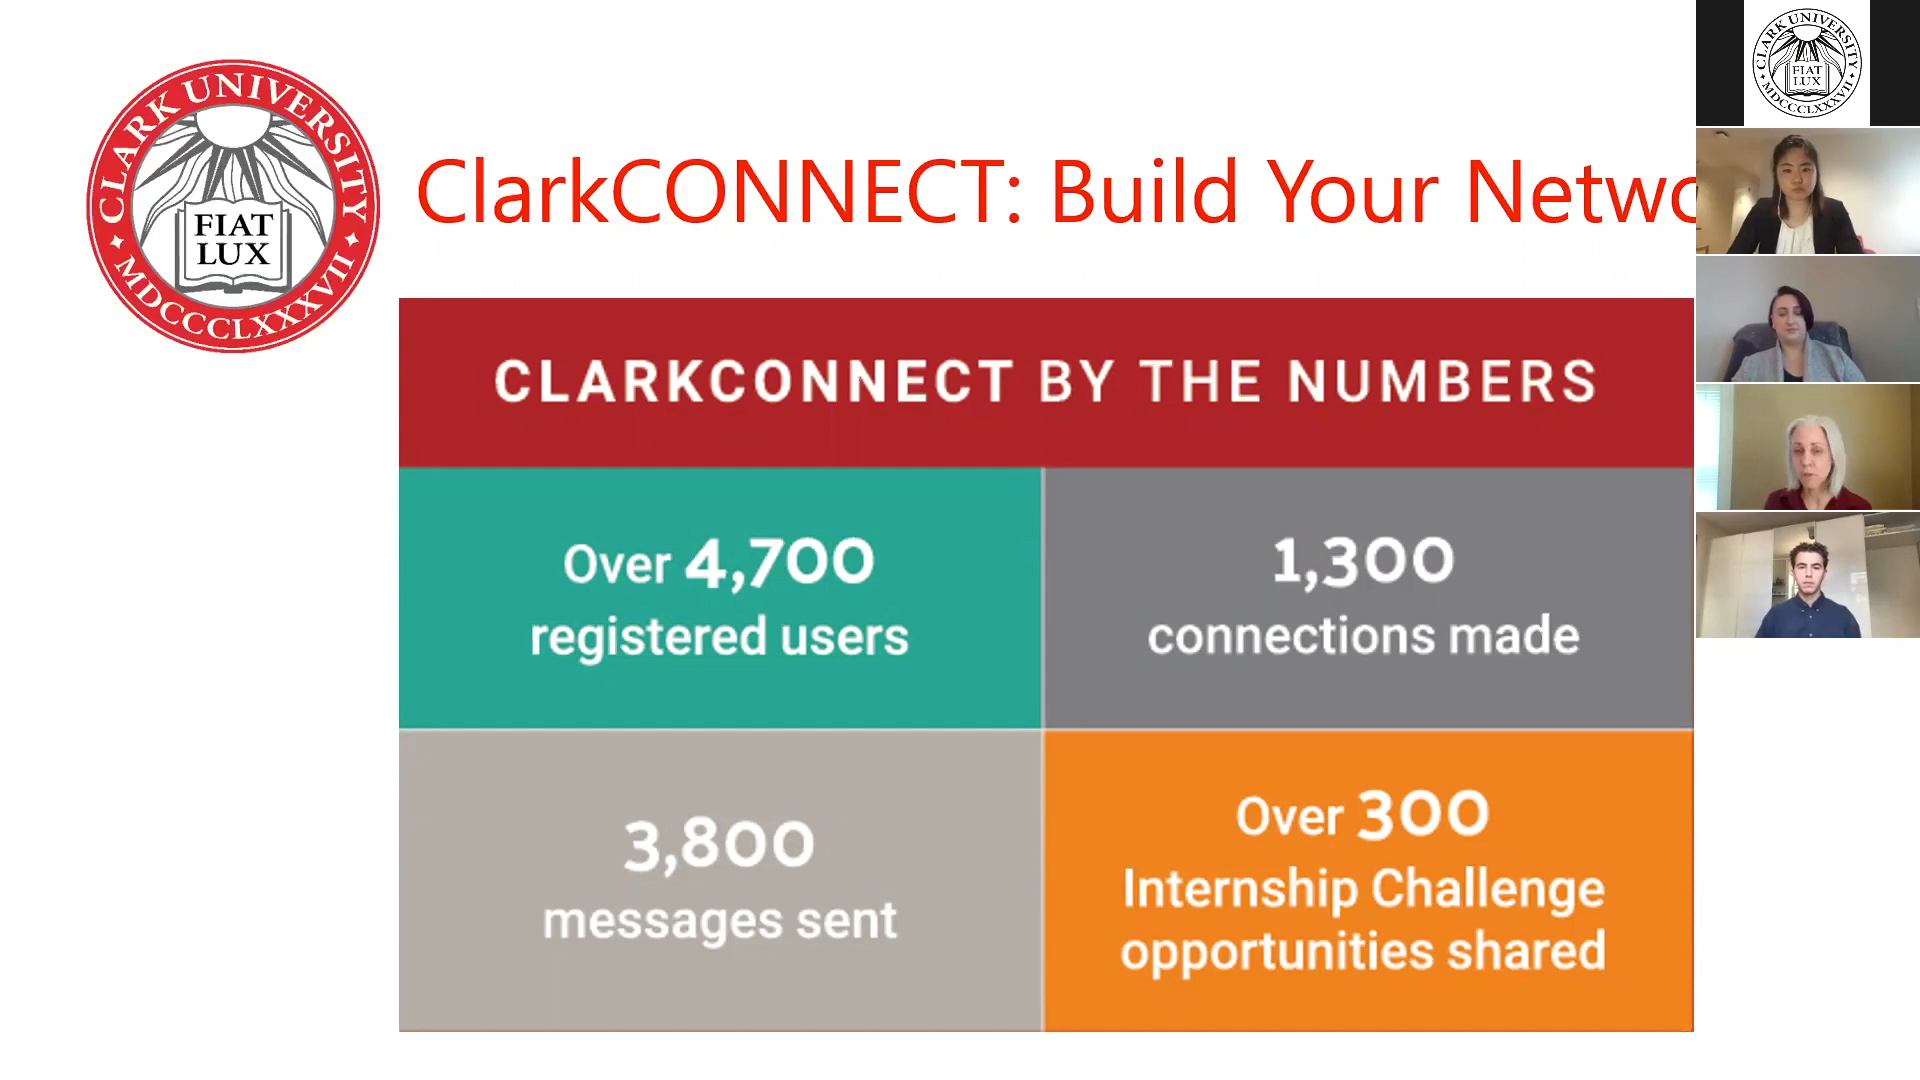 CLARK UNIVERSITY
FIAT
LUX
MDCCCLXXXVII
ClarkCONNECT: Build Your Netwo
CLARKCONNECT BY THE NUMBERS
Over 4,700
registered users
1,300
connections made
3,800
messages sent
Over 300
Internship Challenge
opportunities shared
CLARK UNIVERSITY
FIAT
LUX
MDCCCLXXXVII